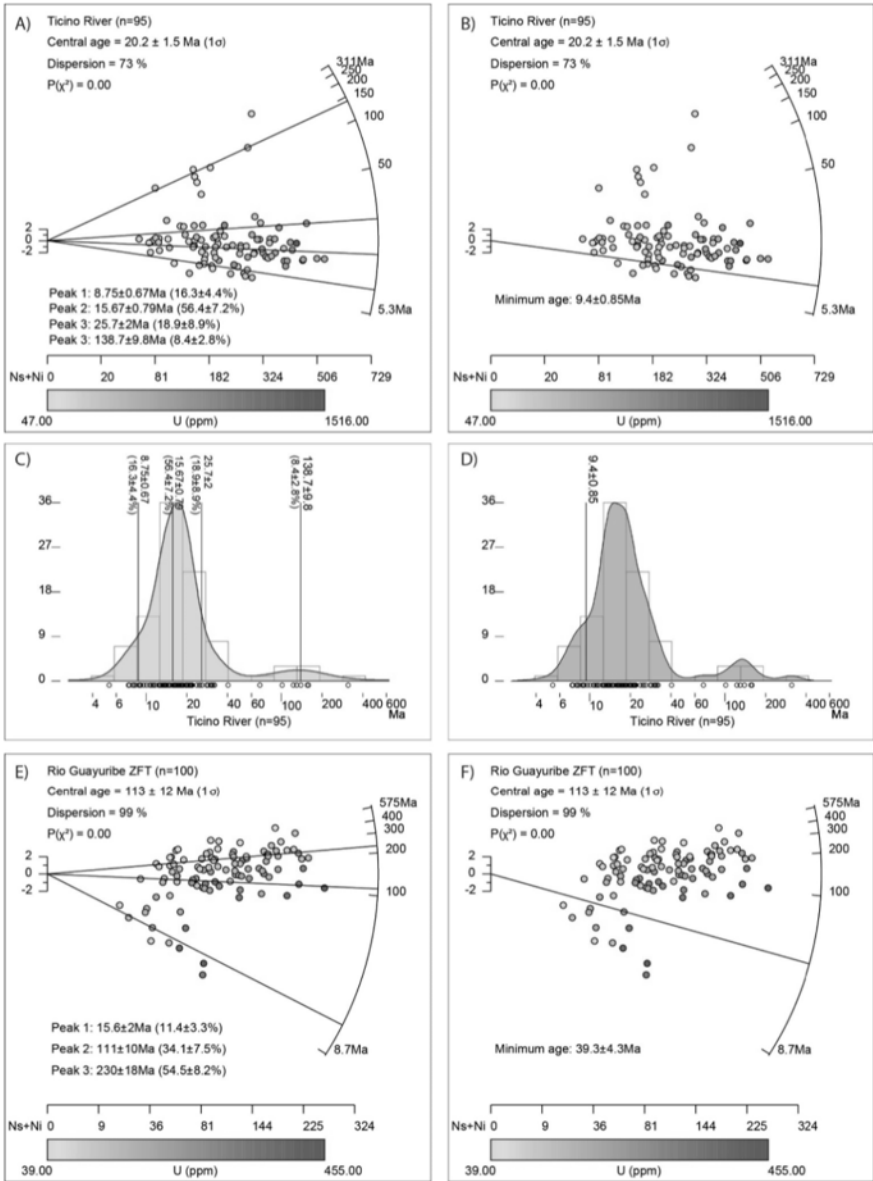 A)
Ticino River (n=95)
Central age = 20.2 ± 1.5 Ma (1σ)
Dispersion = 73 %
P(χ²) = 0.00
311Ma
250
200
150
100
50
5.3Ma
2
0
-2
Peak 1: 8.75±0.67Ma (16.3±4.4%)
Peak 2: 15.67±0.79Ma (56.4±7.2%)
Peak 3: 25.7±2Ma (18.9±8.9%)
Peak 3: 138.7±9.8Ma (8.4±2.8%)
Ns+Ni 0 20 81 182 324 506 729
47.00 U (ppm) 1516.00
B)
Ticino River (n=95)
Central age = 20.2 ± 1.5 Ma (1σ)
Dispersion = 73 %
P(χ²) = 0.00
311Ma
250
200
150
100
50
5.3Ma
2
0
-2
Minimum age: 9.4±0.85Ma
Ns+Ni 0 20 81 182 324 506 729
47.00 U (ppm) 1516.00
C)
8.75±0.67
(16.3±4.4%)
15.67±0.79
(56.4±7.2%)
25.7±2
(18.9±8.9%)
138.7±9.8
(8.4±2.8%)
36
27
18
9
0
4 6 10 20 40 60 100 200 400 600
Ma
Ticino River (n=95)
D)
9.4±0.85
36
27
18
9
0
4 6 10 20 40 60 100 200 400 600
Ma
Ticino River (n=95)
E)
Rio Guayuribe ZFT (n=100)
Central age = 113 ± 12 Ma (1σ)
Dispersion = 99 %
P(χ²) = 0.00
575Ma
400
300
200
100
8.7Ma
2
0
-2
Peak 1: 15.6±2Ma (11.4±3.3%)
Peak 2: 111±10Ma (34.1±7.5%)
Peak 3: 230±18Ma (54.5±8.2%)
Ns+Ni 0 9 36 81 144 225 324
39.00 U (ppm) 455.00
F)
Rio Guayuribe ZFT (n=100)
Central age = 113 ± 12 Ma (1σ)
Dispersion = 99 %
P(χ²) = 0.00
575Ma
400
300
200
100
8.7Ma
2
0
-2
Minimum age: 39.3±4.3Ma
Ns+Ni 0 9 36 81 144 225 324
39.00 U (ppm) 455.00